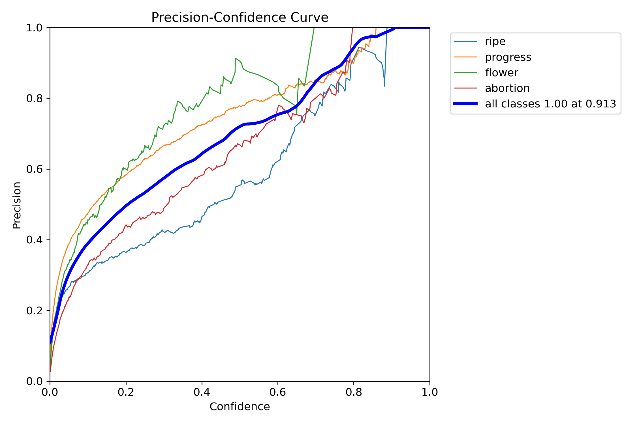 Precision-Confidence Curve
1.0
0.8
0.6
0.4
0.2
0.0
Precision
0.0 0.2 0.4 0.6 0.8 1.0
Confidence
ripe
progress
flower
abortion
all classes 1.00 at 0.913